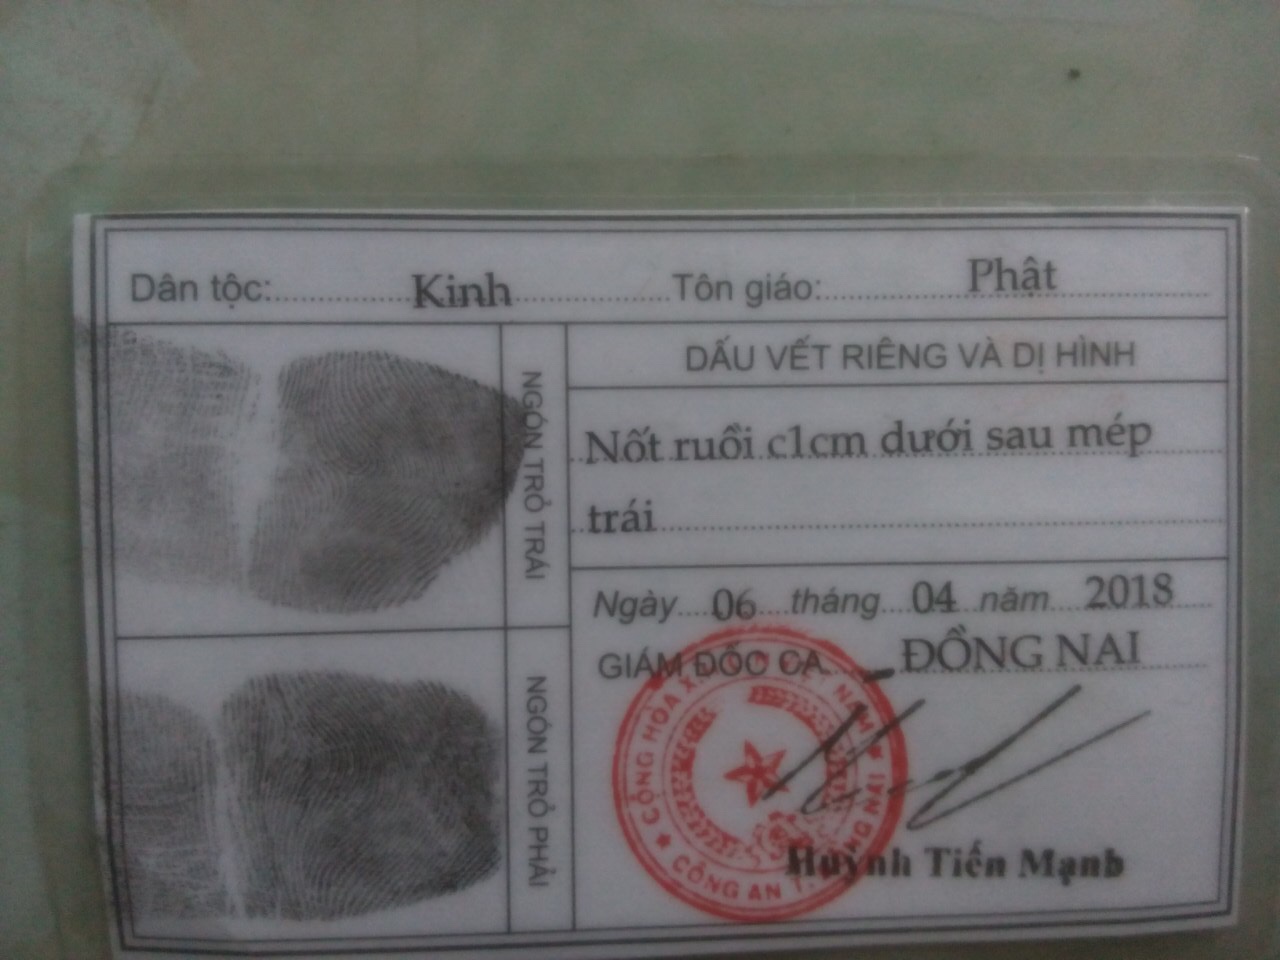 Dân tộc: Kinh Tôn giáo: Phật
NGÓN TRỎ TRÁI
NGÓN TRỎ PHẢI
DẤU VẾT RIÊNG VÀ DỊ HÌNH
Nốt ruồi c1cm dưới sau mép
trái
Ngày 06 tháng 04 năm 2018
GIÁM ĐỐC CA. ĐỒNG NAI
CỘNG HÒA X VIỆT NAM
CÔNG AN T. NG NAI
Huỳnh Tiến Mạnh